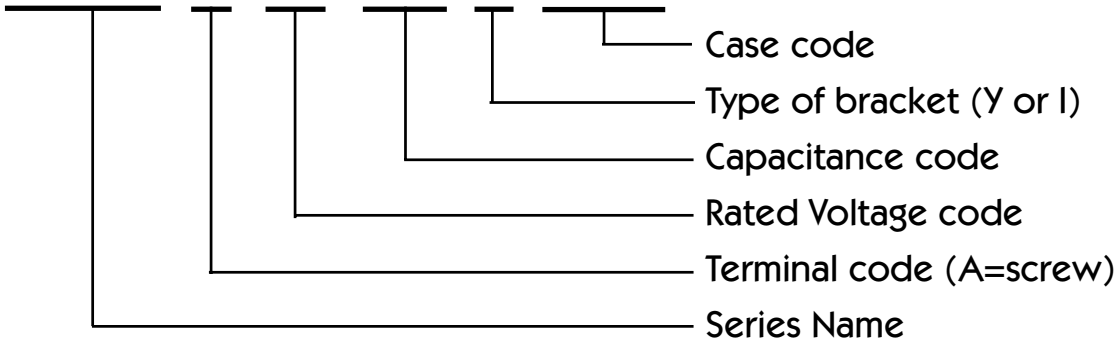 Case code
Type of bracket (Y or I)
Capacitance code
Rated Voltage code
Terminal code (A=screw)
Series Name